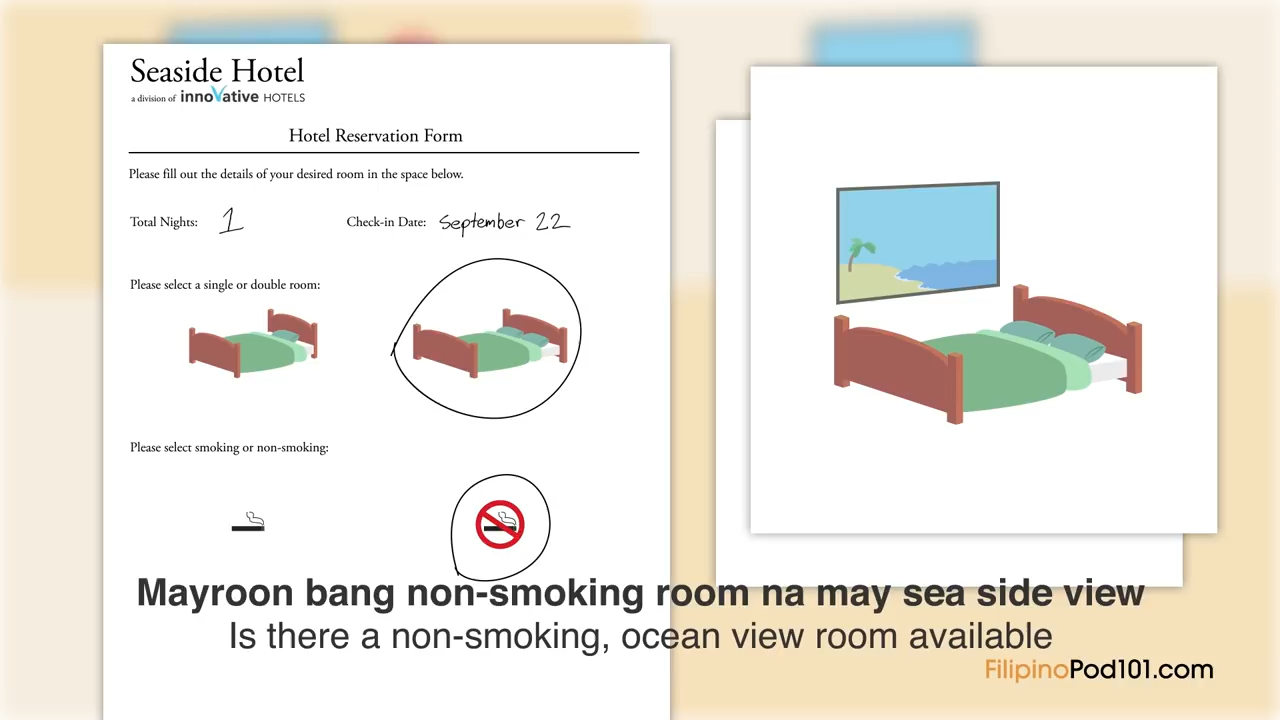 Seaside Hotel
a division of innovative HOTELS
Hotel Reservation Form
Please fill out the details of your desired room in the space below.
Total Nights: 1 Check-in Date: September 22
Please select a single or double room:
Please select smoking or non-smoking:
Mayroon bang non-smoking room na may sea side view
Is there a non-smoking, ocean view room available
FilipinoPod101.com